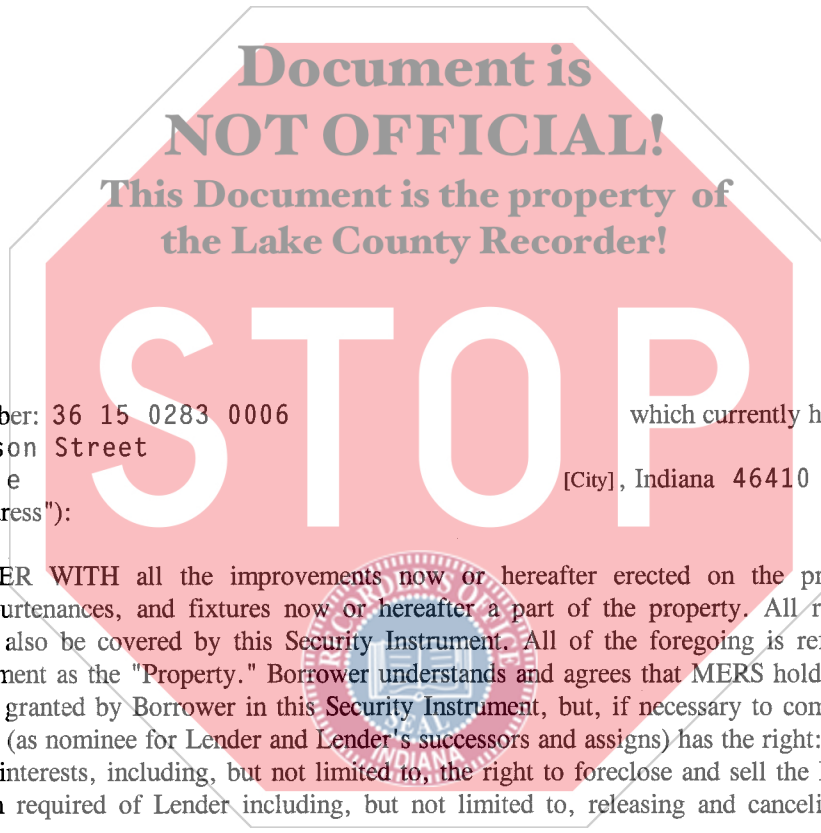 Document is
NOT OFFICIAL!
This Document is the property of
the Lake County Recorder!
STOP
ber: 36 15 0283 0006 which currently h
son Street
e [City], Indiana 46410
ress"):
ER WITH all the improvements now or hereafter erected on the pr
urtenances, and fixtures now or hereafter a part of the property. All r
also be covered by this Security Instrument. All of the foregoing is re
ment as the "Property." Borrower understands and agrees that MERS hold
granted by Borrower in this Security Instrument, but, if necessary to com
(as nominee for Lender and Lender's successors and assigns) has the right:
interests, including, but not limited to, the right to foreclose and sell the
n required of Lender including, but not limited to, releasing and canceli
RECORDER'S OFFICE
SEAL
INDIANA